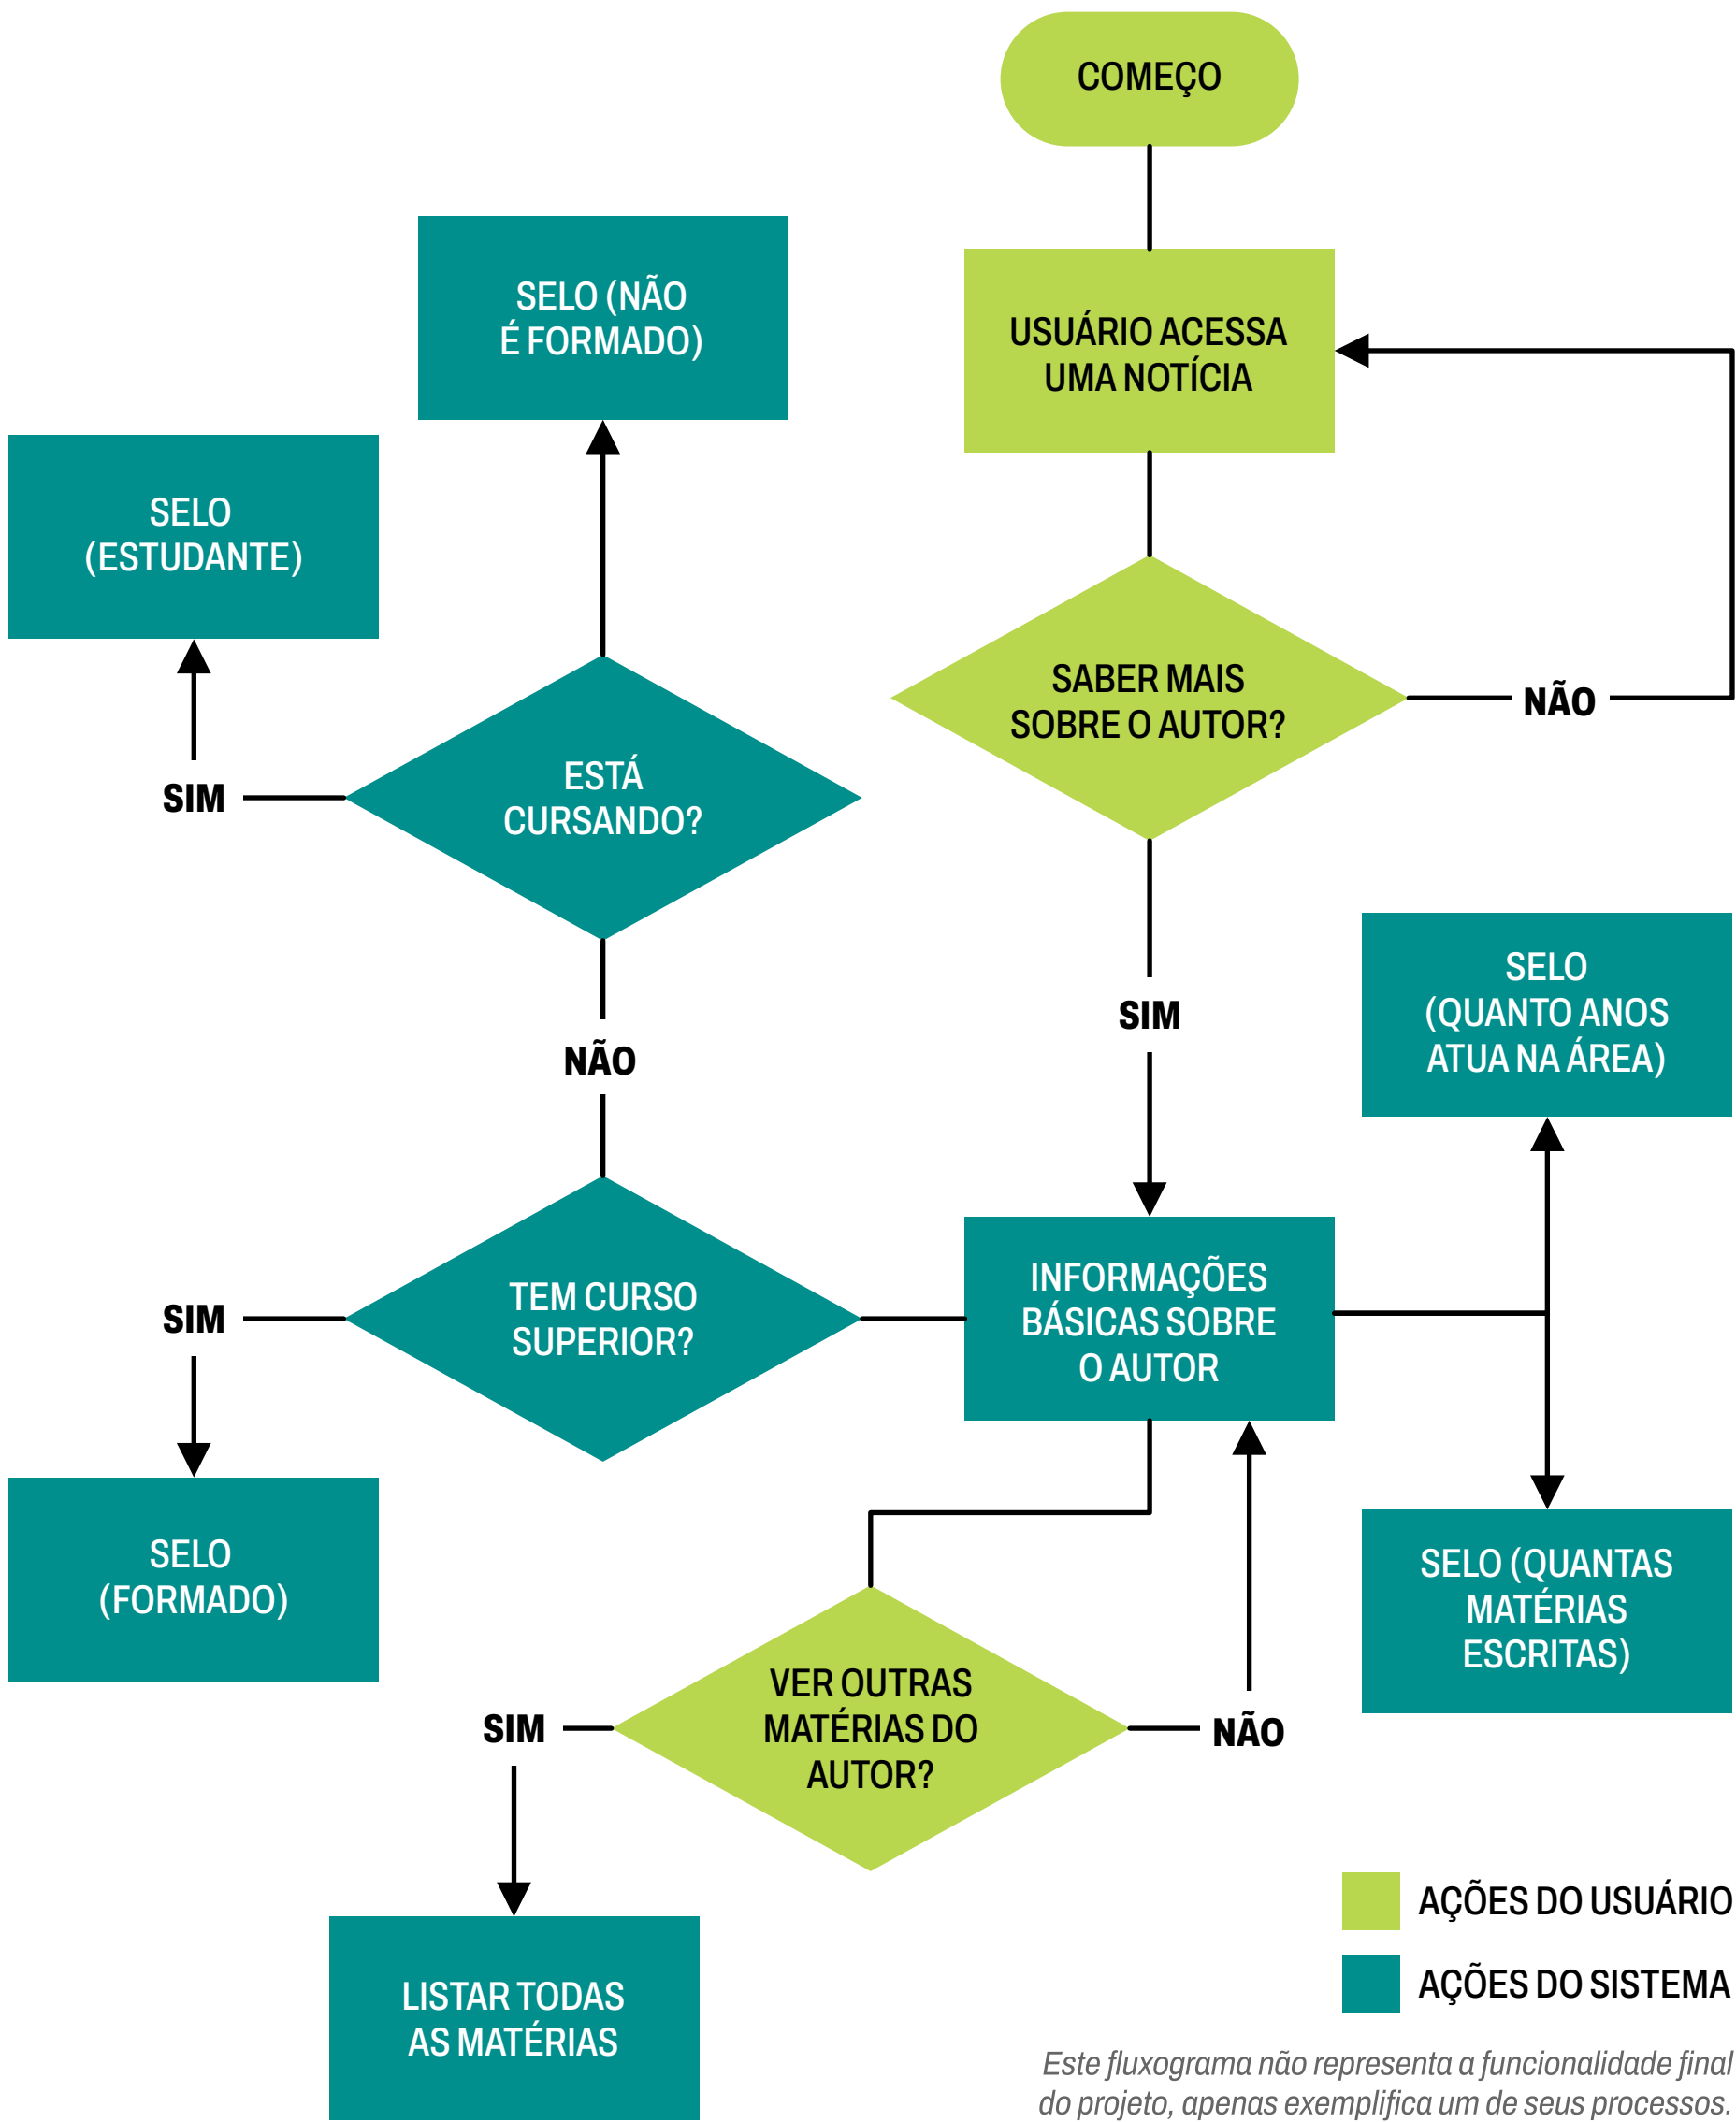 COMEÇO
USUÁRIO ACESSA
UMA NOTÍCIA
SELO (NÃO
É FORMADO)
SELO
(ESTUDANTE)
SABER MAIS
SOBRE O AUTOR?
NÃO
ESTÁ
CURSANDO?
SIM
SIM
NÃO
SELO
(QUANTO ANOS
ATUA NA ÁREA)
TEM CURSO
SUPERIOR?
SIM
INFORMAÇÕES
BÁSICAS SOBRE
O AUTOR
SELO
(FORMADO)
SELO (QUANTAS
MATÉRIAS
ESCRITAS)
VER OUTRAS
MATÉRIAS DO
AUTOR?
SIM
NÃO
LISTAR TODAS
AS MATÉRIAS
AÇÕES DO USUÁRIO
AÇÕES DO SISTEMA
Este fluxograma não representa a funcionalidade final
do projeto, apenas exemplifica um de seus processos.